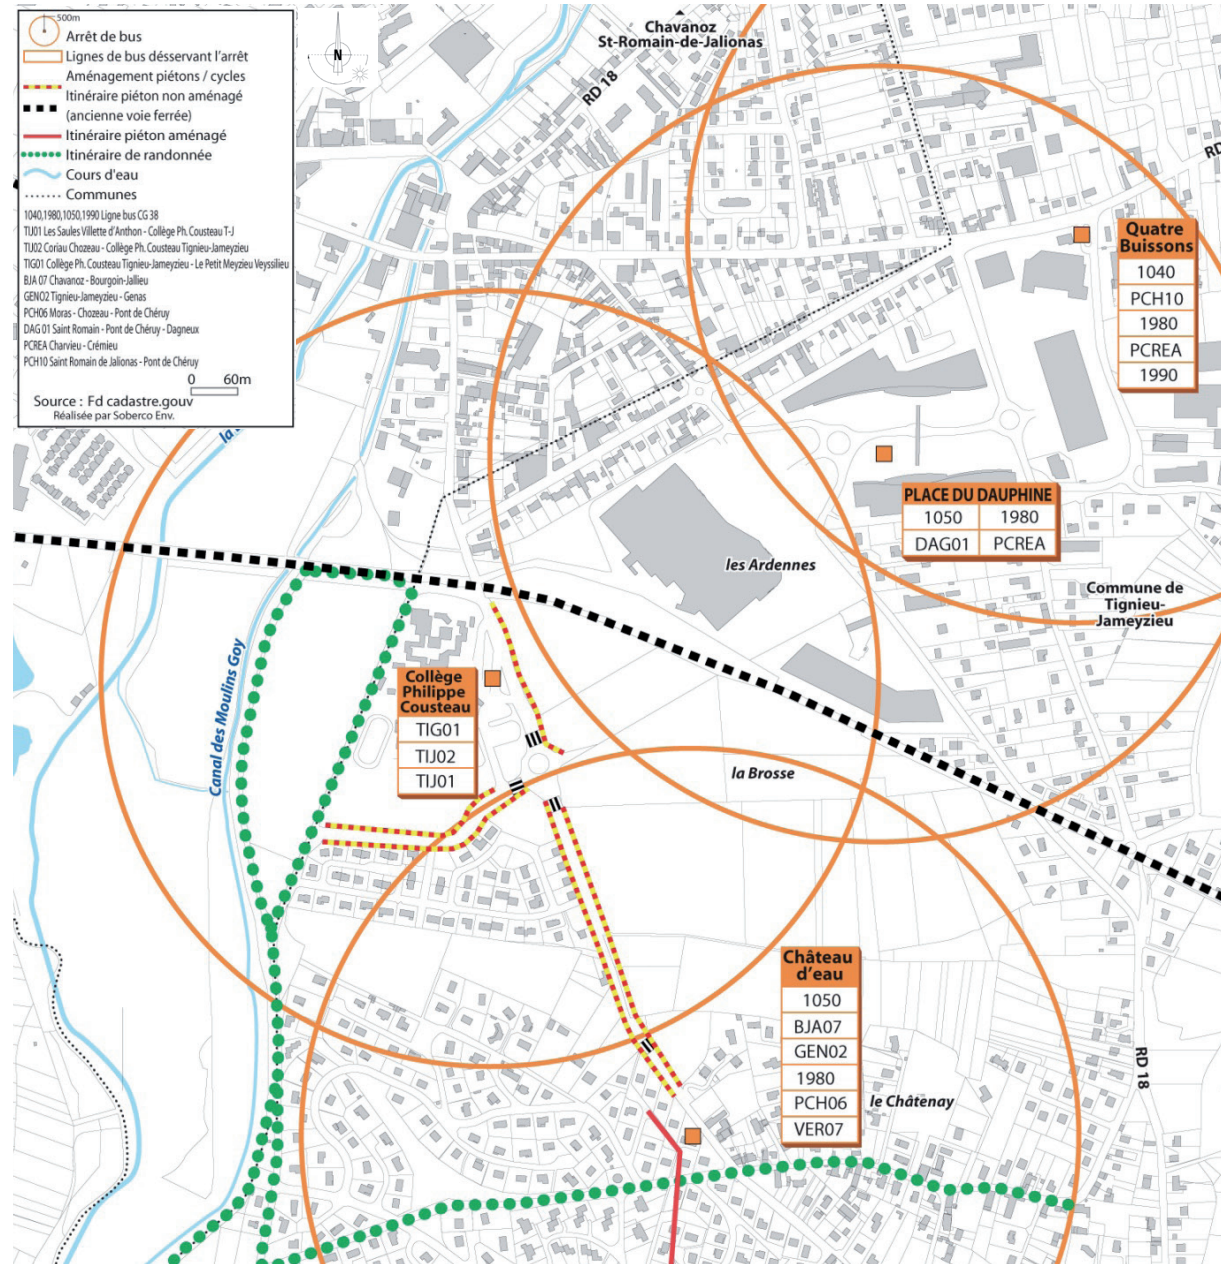 500m
Arrêt de bus
Lignes de bus désservant l'arrêt
Aménagement piétons / cycles
Itinéraire piéton non aménagé
(ancienne voie ferrée)
Itinéraire piéton aménagé
Itinéraire de randonnée
Cours d'eau
Communes
1040,1980,1050,1990 Ligne bus CG 38
TIJ01 Les Saules Villette d'Anthon - Collège Ph. Cousteau T-J
TIJ02 Coriau Chozeau - Collège Ph. Cousteau Tignieu-Jameyzieu
TIG01 Collège Ph. Cousteau Tignieu-Jameyzieu - Le Petit Meyzieu Veyssilieu
BJA 07 Chavanoz - Bourgoin-Jallieu
GEN02 Tignieu-Jameyzieu - Genas
PCH06 Moras - Chozeau - Pont de Chéruy
DAG 01 Saint Romain - Pont de Chéruy - Dagneux
PCREA Charvieu - Crémieu
PCH10 Saint Romain de Jalionas - Pont de Chéruy
0 60m
Source : Fd cadastre.gouv
Réalisée par Soberco Env.
N
Chavanoz
St-Romain-de-Jalionas
RD 18
RD
Quatre
Buissons
1040
PCH10
1980
PCREA
1990
la
PLACE DU DAUPHINE
1050 1980
DAG01 PCREA
les Ardennes
Commune de
Tignieu-
Jameyzieu
Canal des Moulins Goy
Collège
Philippe
Cousteau
TIG01
TIJ02
TIJ01
la Brosse
Château
d'eau
1050
BJA07
GEN02
1980
PCH06
VER07
le Châtenay
RD 18